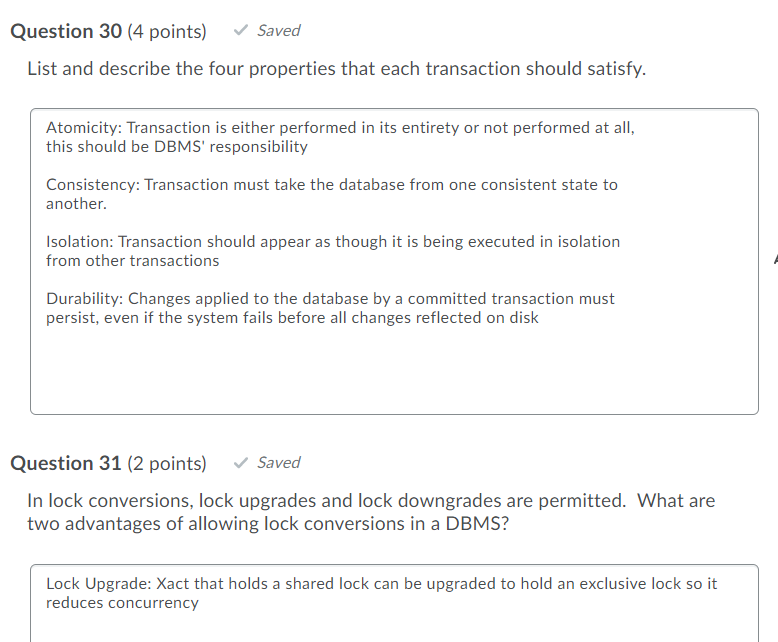 Question 30 (4 points) Saved
List and describe the four properties that each transaction should satisfy.
Atomicity: Transaction is either performed in its entirety or not performed at all,
this should be DBMS' responsibility
Consistency: Transaction must take the database from one consistent state to
another.
Isolation: Transaction should appear as though it is being executed in isolation
from other transactions
Durability: Changes applied to the database by a committed transaction must
persist, even if the system fails before all changes reflected on disk
Question 31 (2 points) Saved
In lock conversions, lock upgrades and lock downgrades are permitted. What are
two advantages of allowing lock conversions in a DBMS?
Lock Upgrade: Xact that holds a shared lock can be upgraded to hold an exclusive lock so it
reduces concurrency